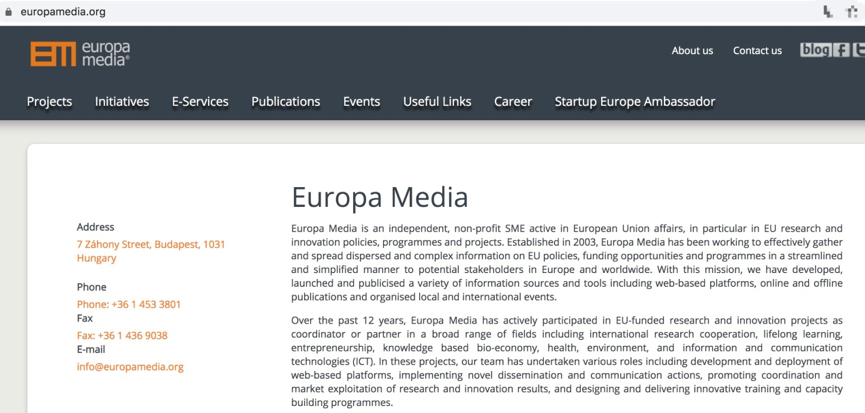 europamedia.org
EM europa
media®
About us Contact us blog f t
Projects Initiatives E-Services Publications Events Useful Links Career Startup Europe Ambassador
Europa Media
Address
7 Záhony Street, Budapest, 1031
Hungary
Phone
Phone: +36 1 453 3801
Fax
Fax: +36 1 436 9038
E-mail
info@europamedia.org
Europa Media is an independent, non-profit SME active in European Union affairs, in particular in EU research and
innovation policies, programmes and projects. Established in 2003, Europa Media has been working to effectively gather
and spread dispersed and complex information on EU policies, funding opportunities and programmes in a streamlined
and simplified manner to potential stakeholders in Europe and worldwide. With this mission, we have developed,
launched and publicised a variety of information sources and tools including web-based platforms, online and offline
publications and organised local and international events.
Over the past 12 years, Europa Media has actively participated in EU-funded research and innovation projects as
coordinator or partner in a broad range of fields including international research cooperation, lifelong learning,
entrepreneurship, knowledge based bio-economy, health, environment, and information and communication
technologies (ICT). In these projects, our team has undertaken various roles including development and deployment of
web-based platforms, implementing novel dissemination and communication actions, promoting coordination and
market exploitation of research and innovation results, and designing and delivering innovative training and capacity
building programmes.